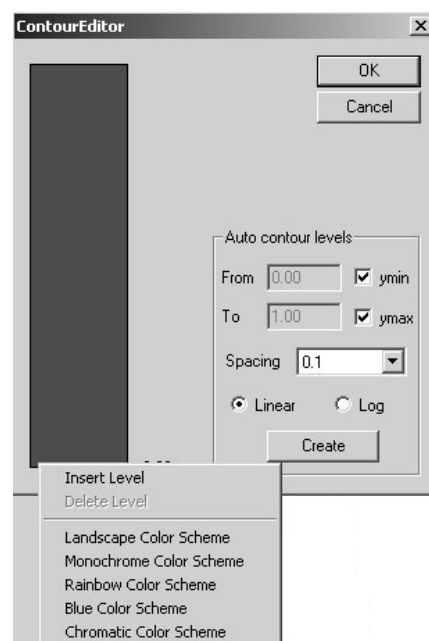 ContourEditor
OK
Cancel
Auto contour levels
From 0.00 ymin
To 1.00 ymax
Spacing 0.1
Linear Log
Create
Insert Level
Delete Level
Landscape Color Scheme
Monochrome Color Scheme
Rainbow Color Scheme
Blue Color Scheme
Chromatic Color Scheme